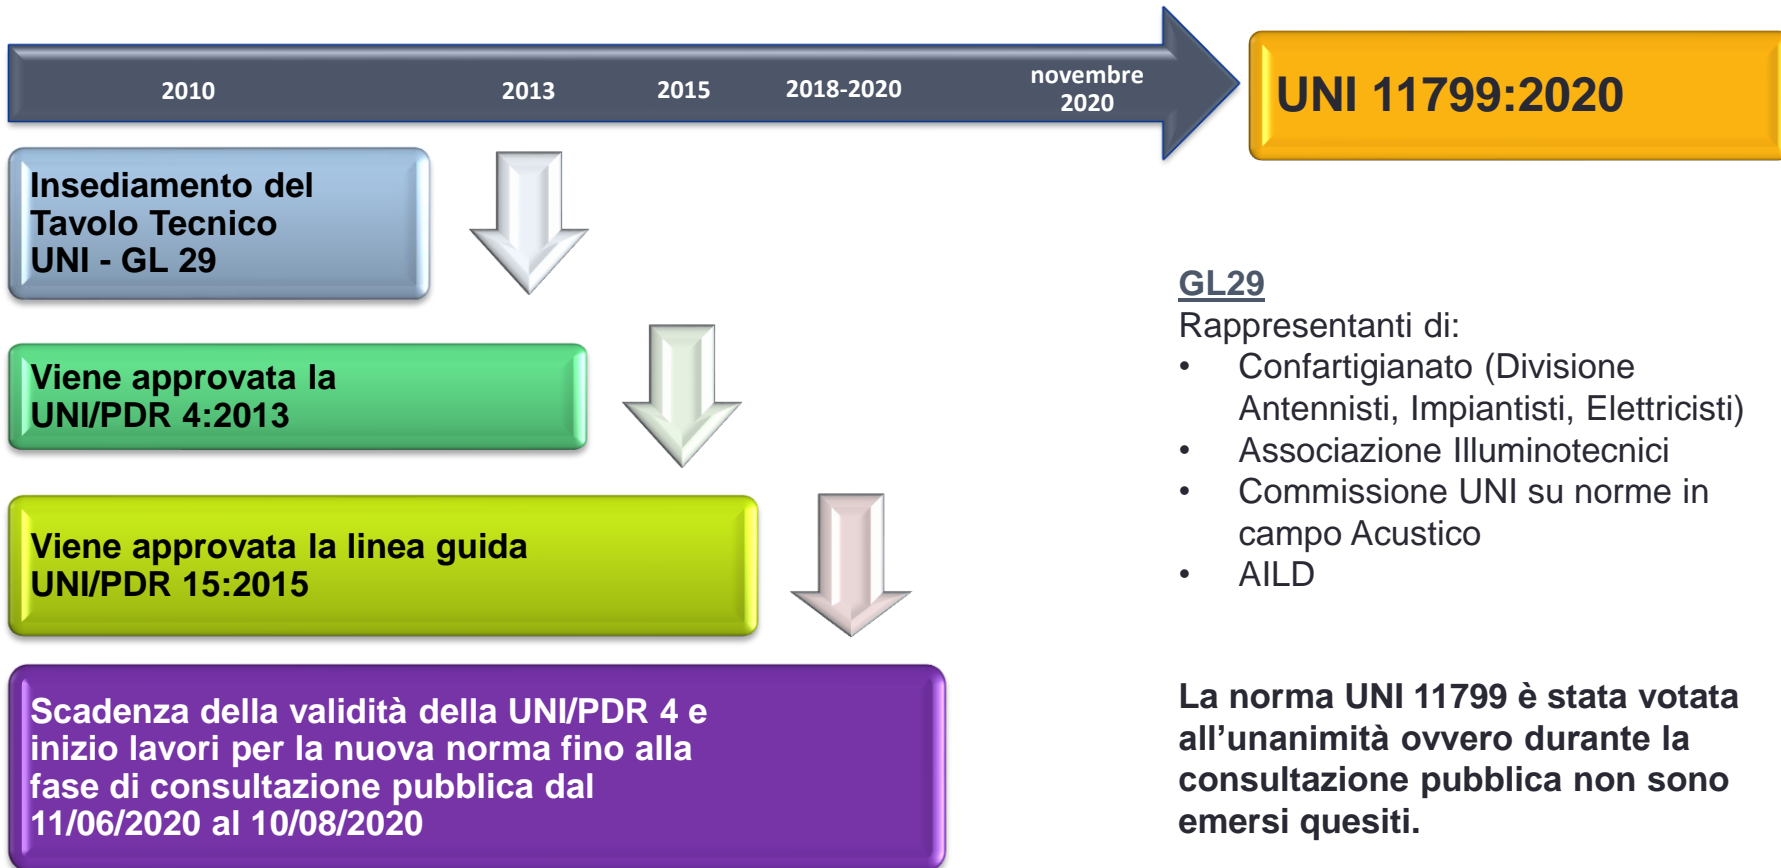 2010
2013
2015
2018-2020
novembre
2020
UNI 11799:2020
Insediamento del
Tavolo Tecnico
UNI - GL 29
Viene approvata la
UNI/PDR 4:2013
Viene approvata la linea guida
UNI/PDR 15:2015
Scadenza della validità della UNI/PDR 4 e
inizio lavori per la nuova norma fino alla
fase di consultazione pubblica dal
11/06/2020 al 10/08/2020
GL29
Rappresentanti di:
• Confartigianato (Divisione
Antennisti, Impiantisti, Elettricisti)
• Associazione Illuminotecnici
• Commissione UNI su norme in
campo Acustico
• AILD
La norma UNI 11799 è stata votata
all’unanimità ovvero durante la
consultazione pubblica non sono
emersi quesiti.